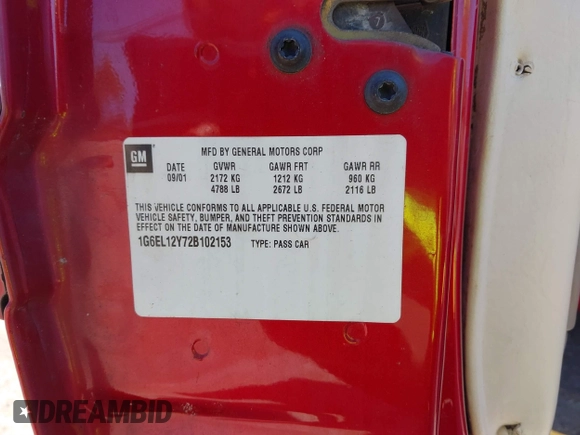 GM
MFD BY GENERAL MOTORS CORP
DATE GVWR GAWR FRT GAWR RR
09/01 2172 KG 1212 KG 960 KG
4788 LB 2672 LB 2116 LB
THIS VEHICLE CONFORMS TO ALL APPLICABLE U.S. FEDERAL MOTOR
VEHICLE SAFETY, BUMPER, AND THEFT PREVENTION STANDARDS IN
EFFECT ON THE DATE OF MANUFACTURE SHOWN ABOVE.
1G6EL12Y72B102153 TYPE: PASS CAR
DREAMBID